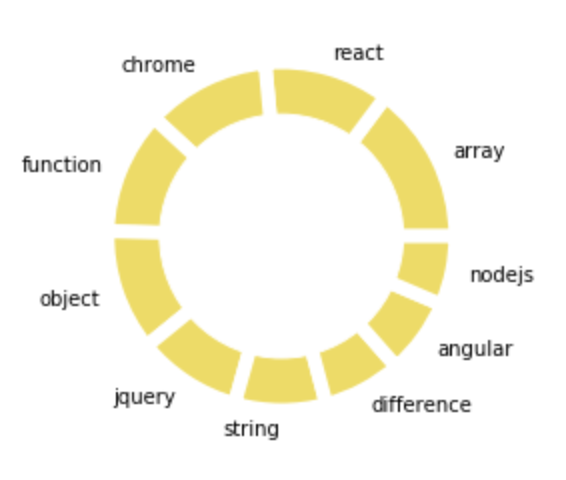 react
chrome
array
function
nodejs
object
angular
jquery
difference
string